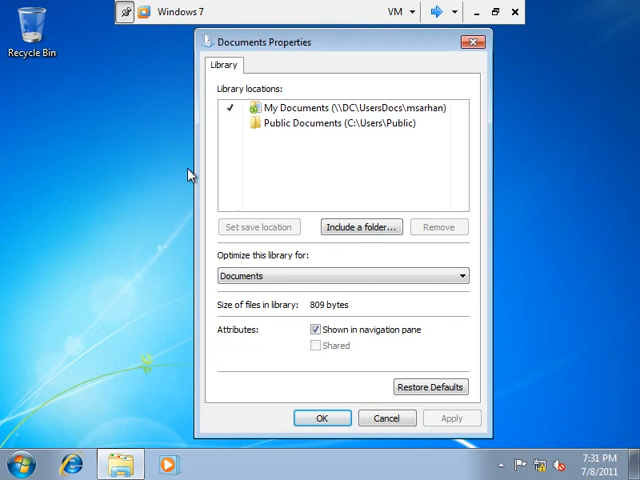 Windows 7
VM
Recycle Bin
Documents Properties
Library
Library locations:
My Documents (\\DC\UsersDocs\msarhan)
Public Documents (C:\Users\Public)
Set save location
Include a folder...
Remove
Optimize this library for:
Documents
Size of files in library: 809 bytes
Attributes:
Shown in navigation pane
Shared
Restore Defaults
OK
Cancel
Apply
7:31 PM
7/8/2011